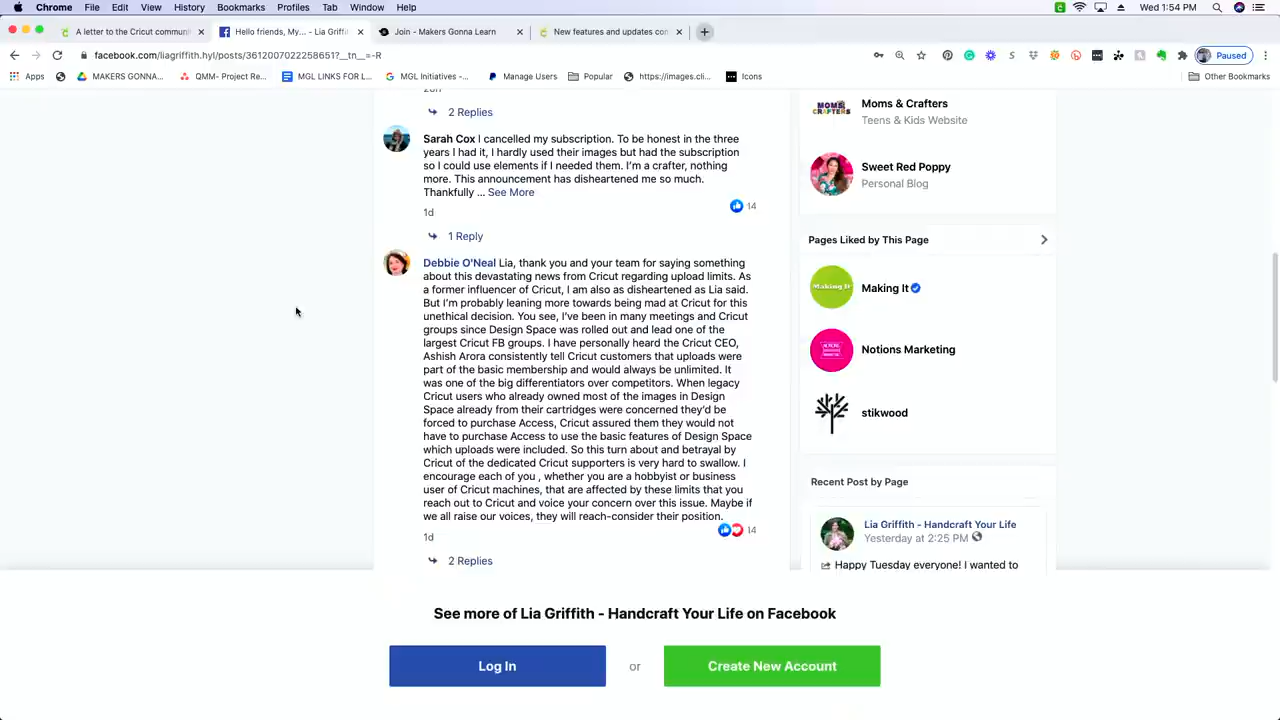 Chrome File Edit View History Bookmarks Profiles Tab Window Help Wed 1:54 PM
A letter to the Cricut commun
Hello friends, My... - Lia Griffi
Join - Makers Gonna Learn
New features and updates con
facebook.com/liagriffith.hyl/posts/3612007022258651?__tn__=-R
Paused
Apps
MAKERS GONNA...
QMM- Project Re...
MGL LINKS FOR L...
MGL Initiatives -...
Manage Users
Popular
https://images.cli...
Icons
Other Bookmarks
2 Replies
Sarah Cox I cancelled my subscription. To be honest in the three
years I had it, I hardly used their images but had the subscription
so I could use elements if I needed them. I'm a crafter, nothing
more. This announcement has disheartened me so much.
Thankfully ... See More
14
1d
1 Reply
Debbie O'Neal Lia, thank you and your team for saying something
about this devastating news from Cricut regarding upload limits. As
a former influencer of Cricut, I am also as disheartened as Lia said.
But I'm probably leaning more towards being mad at Cricut for this
unethical decision. You see, I've been in many meetings and Cricut
groups since Design Space was rolled out and lead one of the
largest Cricut FB groups. I have personally heard the Cricut CEO,
Ashish Arora consistently tell Cricut customers that uploads were
part of the basic membership and would always be unlimited. It
was one of the big differentiators over competitors. When legacy
Cricut users who already owned most of the images in Design
Space already from their cartridges were concerned they'd be
forced to purchase Access, Cricut assured them they would not
have to purchase Access to use the basic features of Design Space
which uploads were included. So this turn about and betrayal by
Cricut of the dedicated Cricut supporters is very hard to swallow. I
encourage each of you , whether you are a hobbyist or business
user of Cricut machines, that are affected by these limits that you
reach out to Cricut and voice your concern over this issue. Maybe if
we all raise our voices, they will reach-consider their position.
14
1d
2 Replies
MOMS &
CRAFTERS
Moms & Crafters
Teens & Kids Website
Sweet Red Poppy
Personal Blog
Pages Liked by This Page
Making It
Making It
Notions Marketing
stikwood
Recent Post by Page
Lia Griffith - Handcraft Your Life
Yesterday at 2:25 PM
Happy Tuesday everyone! I wanted to
See more of Lia Griffith - Handcraft Your Life on Facebook
Log In
or
Create New Account